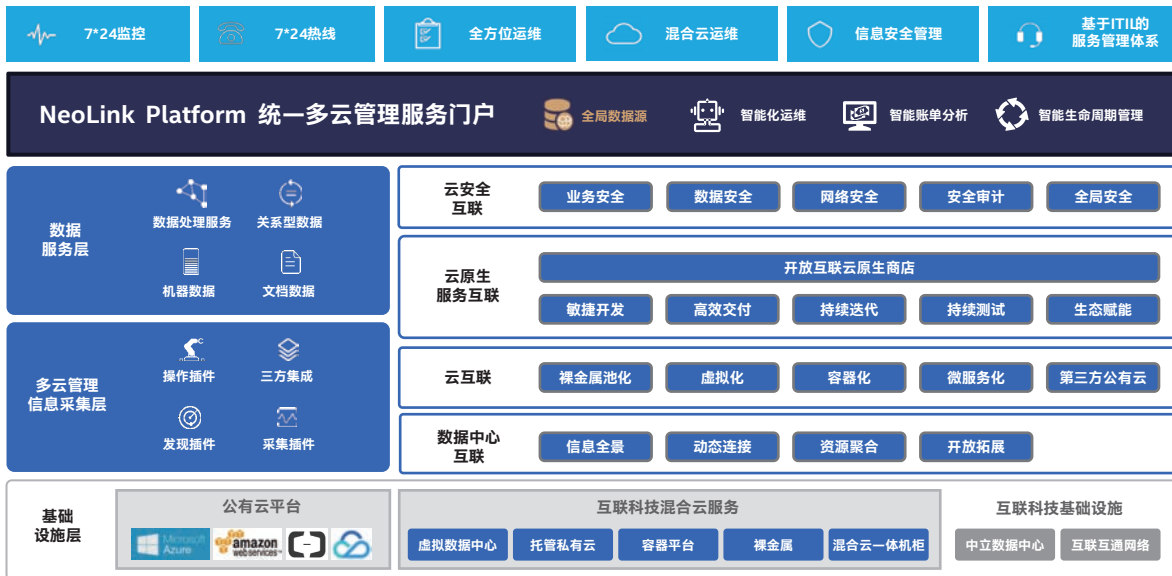 7*24监控
7*24热线
全方位运维
混合云运维
信息安全管理
基于ITIL的
服务管理体系
NeoLink Platform 统一多云管理服务门户
全局数据源
智能化运维
智能账单分析
智能生命周期管理
数据
服务层
数据处理服务
关系型数据
机器数据
文档数据
云安全
互联
业务安全
数据安全
网络安全
安全审计
全局安全
云原生
服务互联
开放互联云原生商店
敏捷开发
高效交付
持续迭代
持续测试
生态赋能
多云管理
信息采集层
操作插件
三方集成
发现插件
采集插件
云互联
裸金属池化
虚拟化
容器化
微服务化
第三方公有云
数据中心
互联
信息全景
动态连接
资源聚合
开放拓展
基础
设施层
公有云平台
Microsoft
Azure
amazon
webservices
互联科技混合云服务
虚拟数据中心
托管私有云
容器平台
裸金属
混合云一体机柜
互联科技基础设施
中立数据中心
互联互通网络